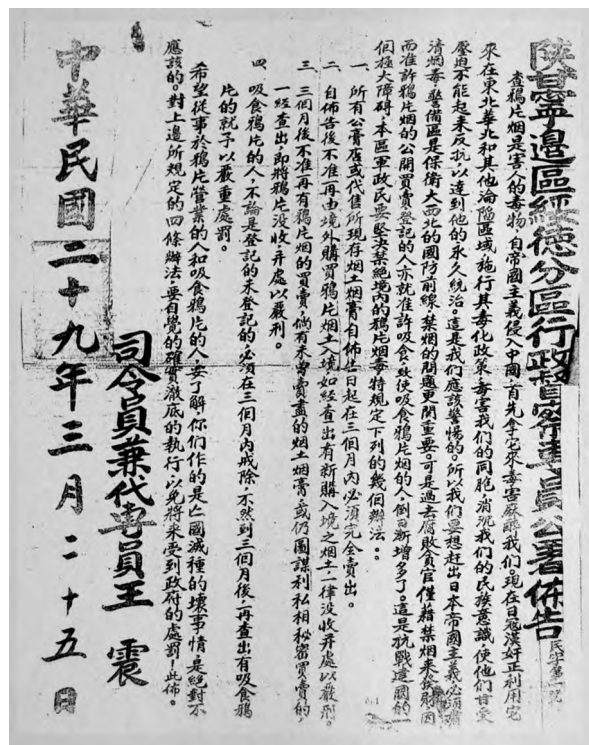 陝甘寧邊區綏德分區行政督察專員公署佈告 民字第一號
查鴉片烟是害人的毒物,自帝國主義侵入中國,首先拿它來毒害麻醉我們。現在日寇漢奸正利用它
來在東北華北和其他淪陷區域,施行其毒化政策,毒害我們的同胞,消沉我們的民族意識,使他們甘受
壓迫不能起來反抗,以達到他的永久統治。這是我們應該警惕的。所以我們要想赶出日本帝國主義,必須肅
清烟毒。警備區是保衛大西北的國防前線,禁烟的問題更關重要。可是過去腐敗貪官僅藉禁烟來發財,因
而准許鴉片烟的公開買賣,登記的人亦就准許吸食,致使吸食鴉片烟的人倒日新增多了。這是抗戰建國的一
個極大障碍。本區軍政民要堅決禁絕境內的鴉片烟毒,特規定下列的幾個辦法:
一、所有公膏店或代售所現存烟土烟膏,自佈告日起在三個月內必須完全賣出。
二、自佈告後不准再由境外購買鴉片烟土入境,如經查出有新購入境之烟土一律沒收,并處以嚴刑。
三、三個月後不准再有鴉片烟的買賣,倘有未曾賣盡的烟土烟膏,或仍圖謀利私相秘密買賣的,
一經查出,即將鴉片沒收,并處以嚴刑。
四、吸食鴉片的人,不論是登記的未登記的,必須在三個月內戒除,不然到三個月後,再查出有吸食鴉
片的就予以嚴重處罰。
希望從事於鴉片營業的人和吸食鴉片的人,要了解,你们作的是亡國滅種的壞事情,是絕對不
應該的。對上邊所規定的四條辦法,要自覺的確實澈底的執行,以免將來受到政府的處罰!此佈。
司令員兼代專員王震
中華民國二十九年三月二十五日